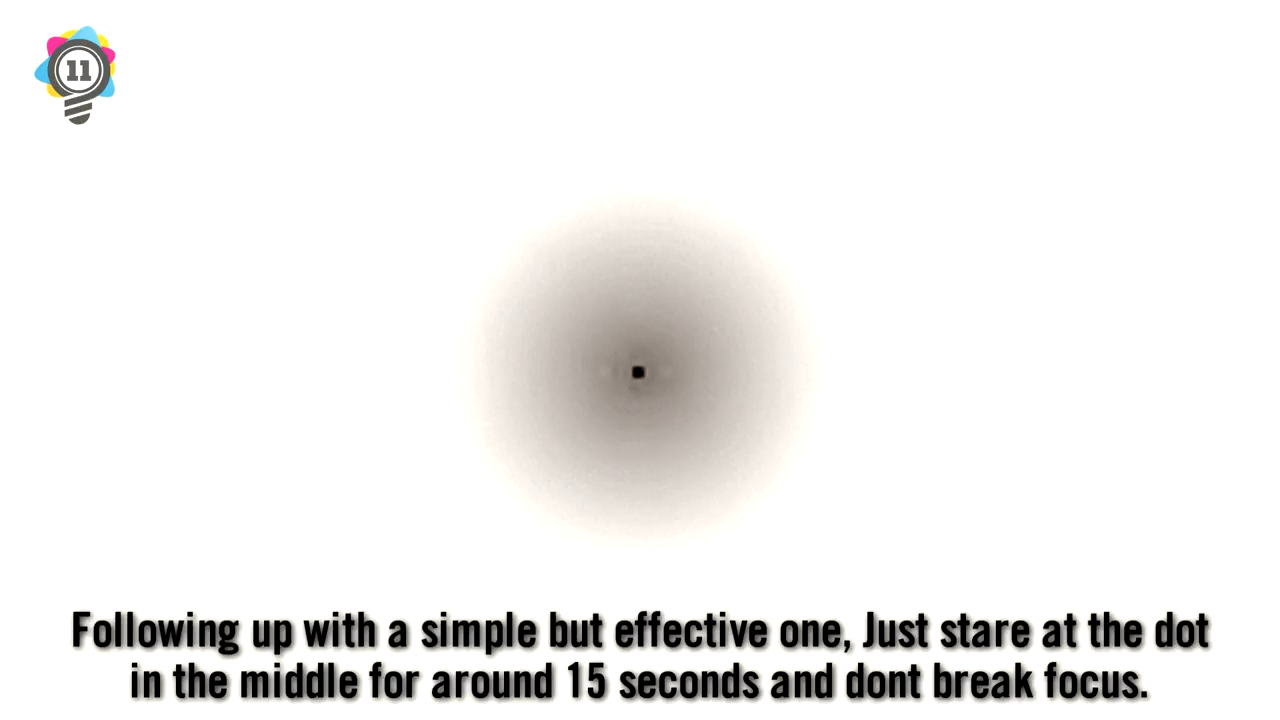 11
Following up with a simple but effective one, Just stare at the dot
in the middle for around 15 seconds and dont break focus.